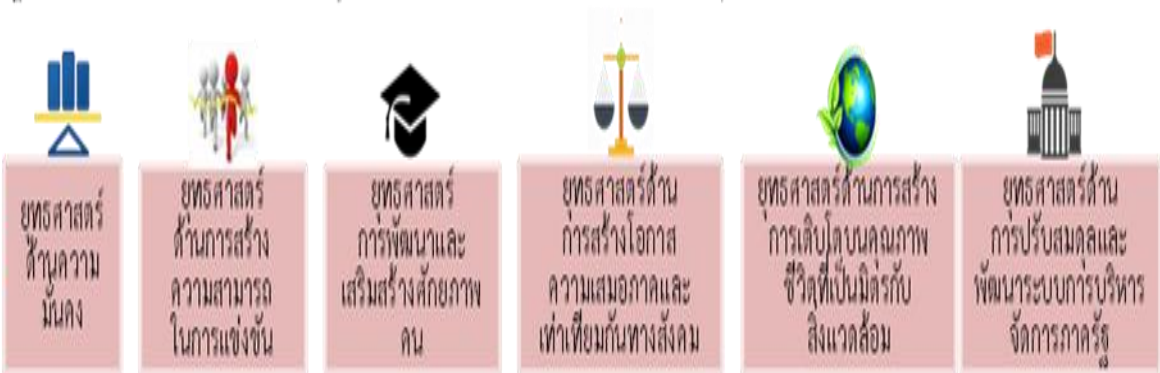 ยุทธศาสตร์
ด้านความ
มั่นคง
ยุทธศาสตร์
ด้านการสร้าง
ความสามารถ
ในการแข่งขัน
ยุทธศาสตร์
การพัฒนาและ
เสริมสร้างศักยภาพ
คน
ยุทธศาสตร์ด้าน
การสร้างโอกาส
ความเสมอภาคและ
เท่าเทียมกันทางสังคม
ยุทธศาสตร์ด้านการสร้าง
การเติบโตบนคุณภาพ
ชีวิตที่เป็นมิตรกับ
สิ่งแวดล้อม
ยุทธศาสตร์ด้าน
การปรับสมดุลและ
พัฒนาระบบการบริหาร
จัดการภาครัฐ